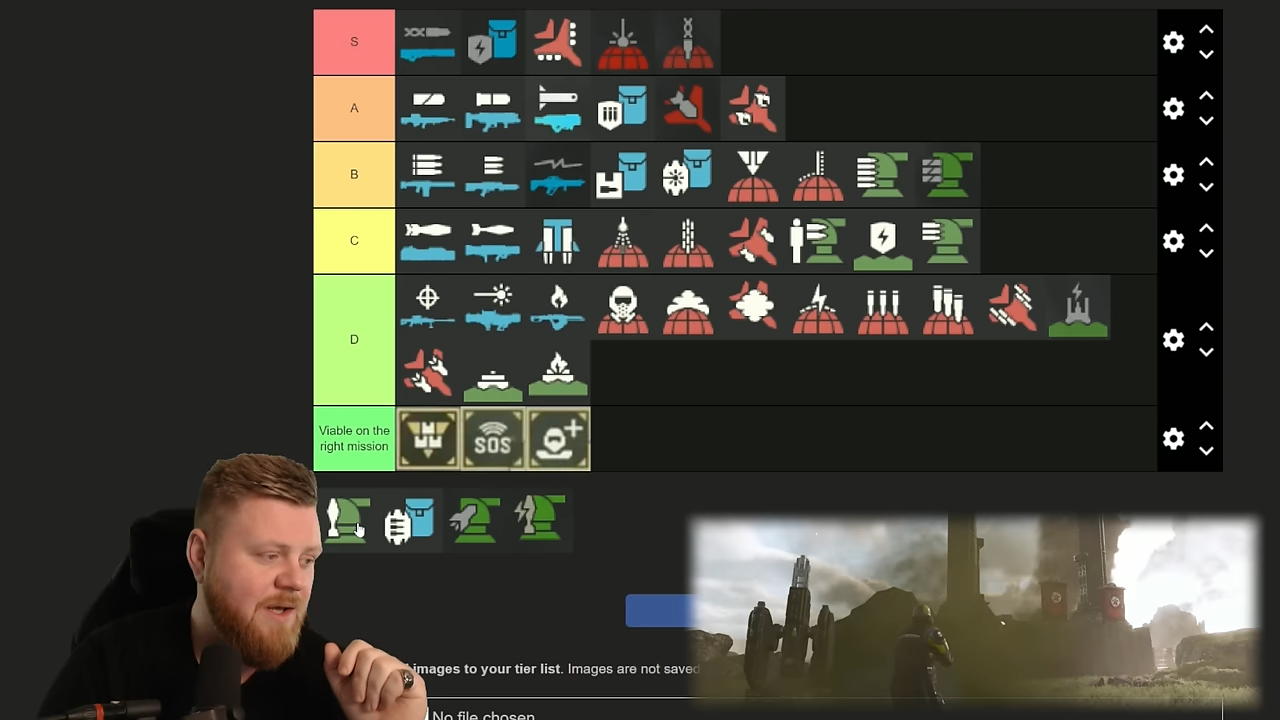 S
A
B
C
D
Viable on the
right mission
SOS
images to your tier list. Images are not saved
No file chosen